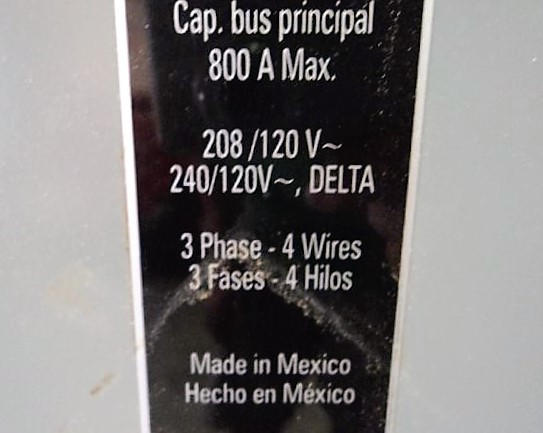 Cap. bus principal
800 A Max.
208 /120 V~
240/120V~, DELTA
3 Phase - 4 Wires
3 Fases - 4 Hilos
Made in Mexico
Hecho en México